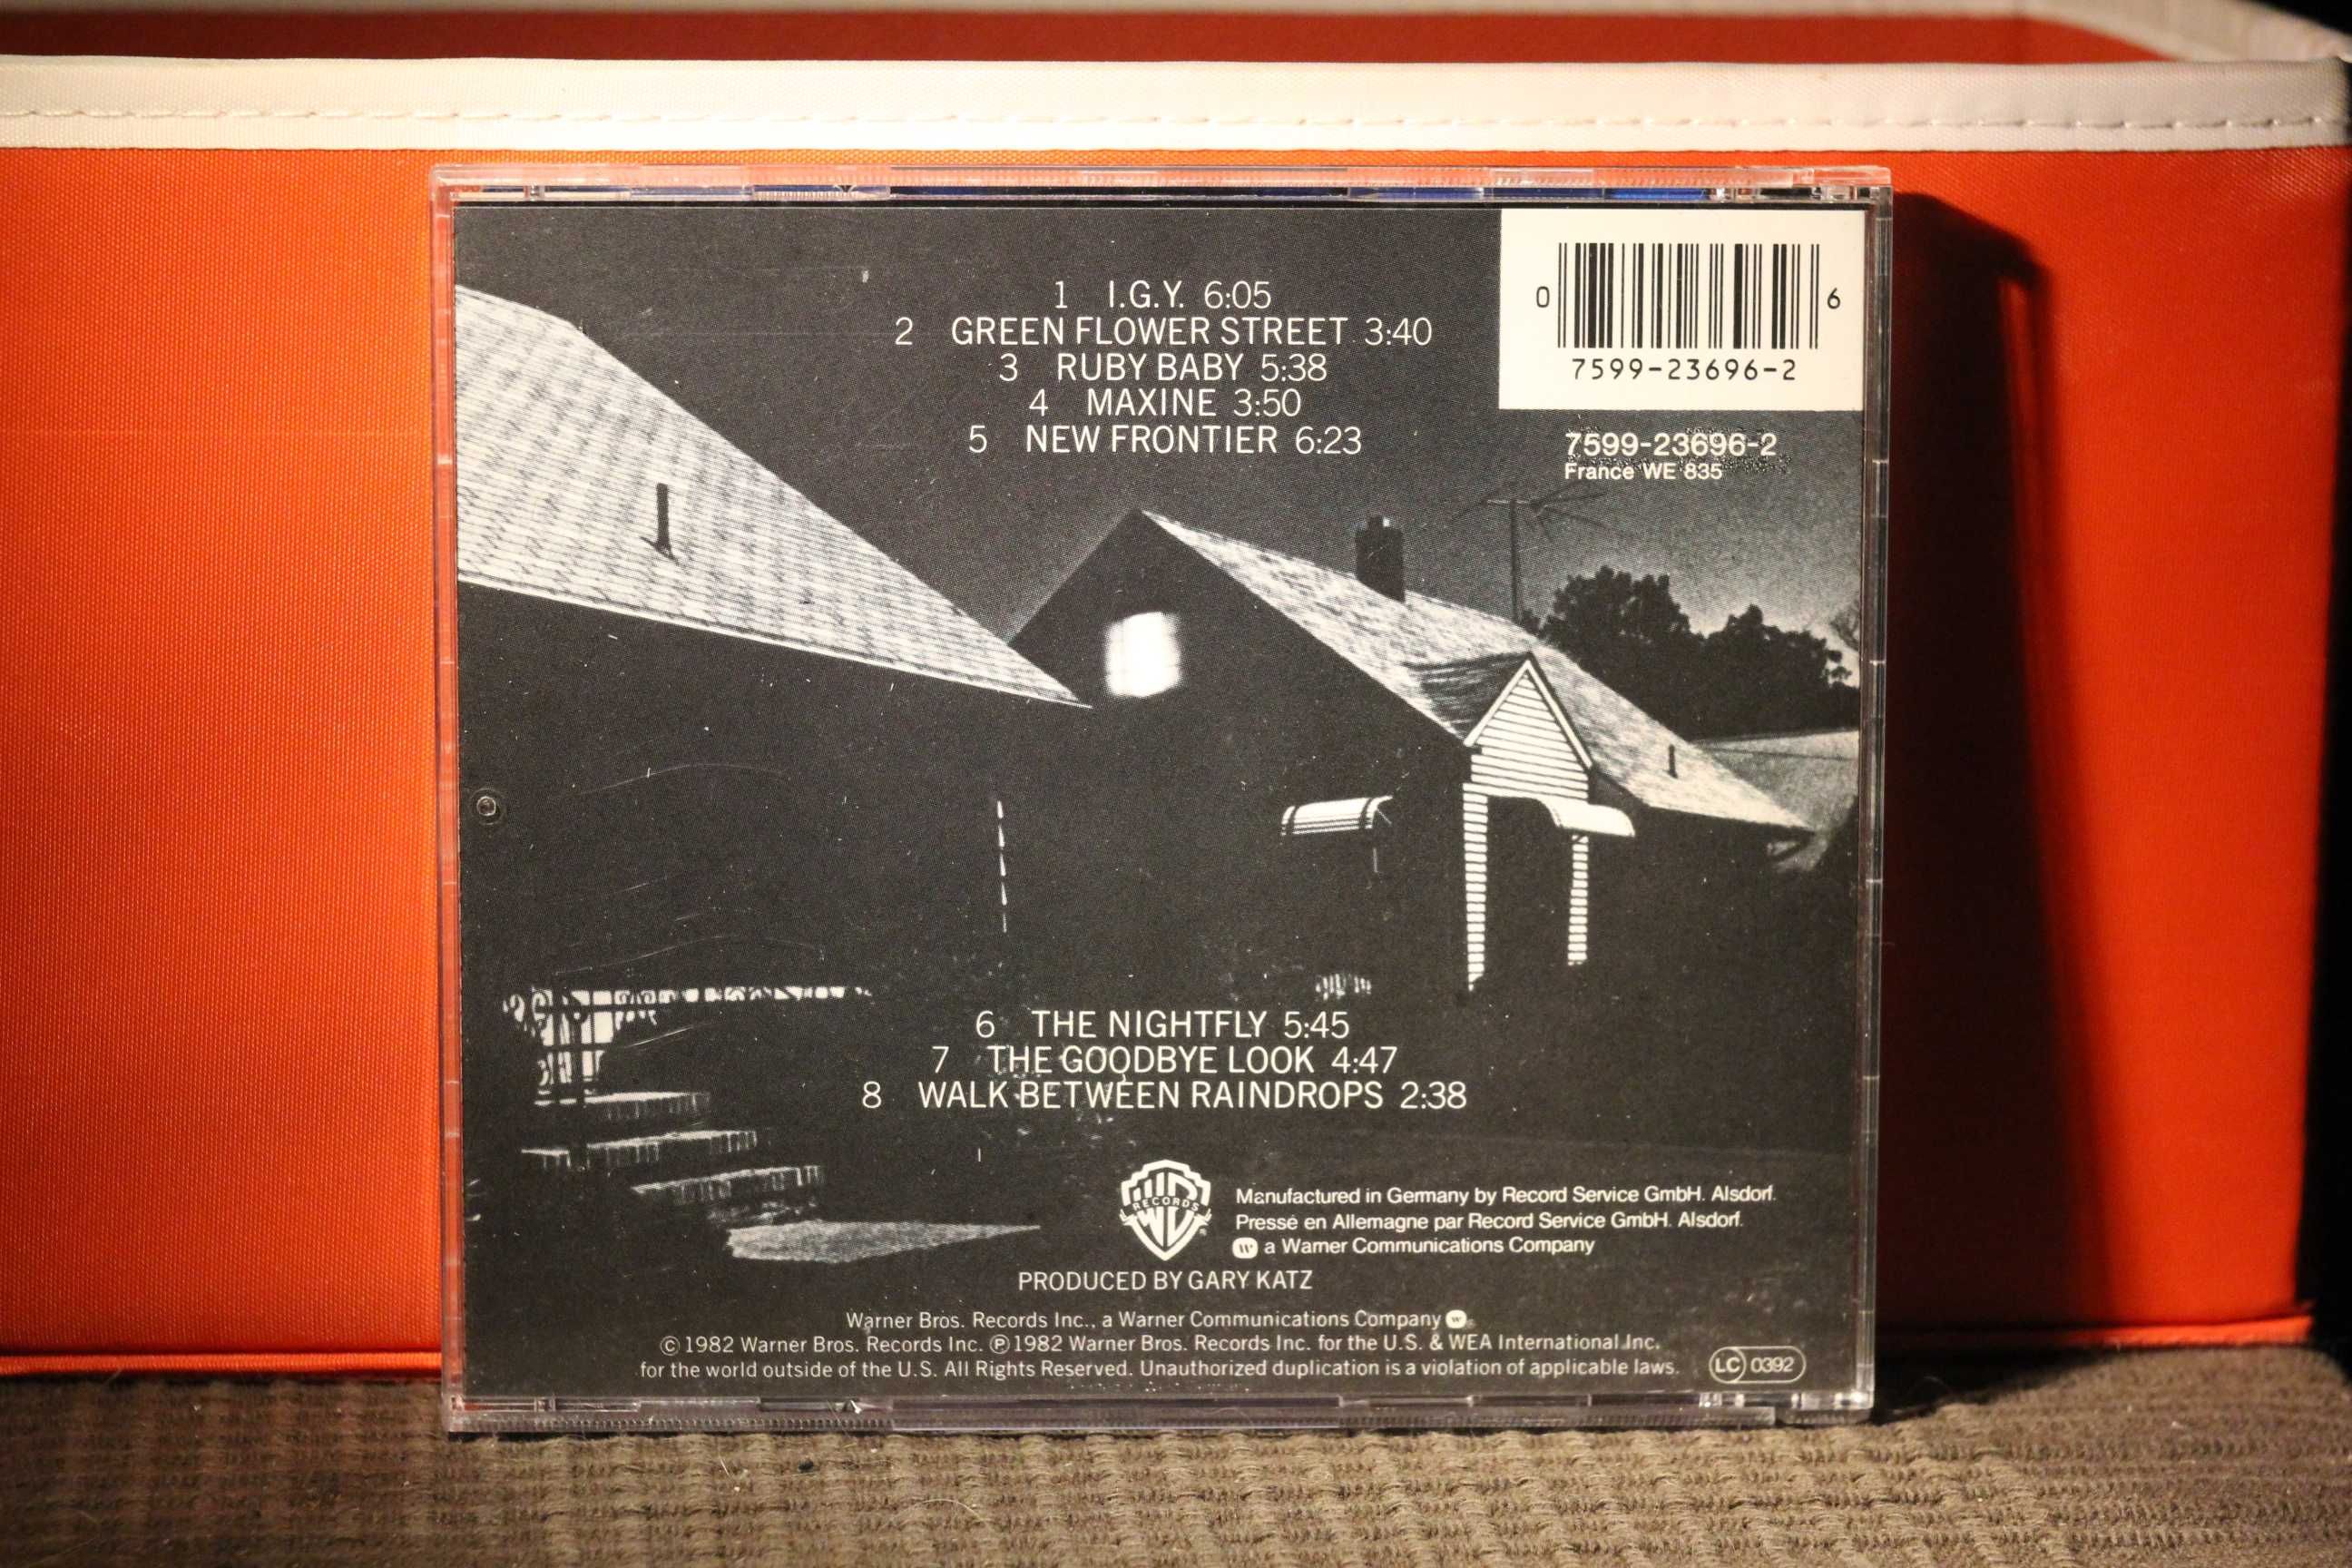 1 I.G.Y. 6:05
2 GREEN FLOWER STREET 3:40
3 RUBY BABY 5:38
4 MAXINE 3:50
5 NEW FRONTIER 6:23
0 6
7599-23696-2
7599-23696-2
France WE 835
6 THE NIGHTFLY 5:45
7 THE GOODBYE LOOK 4:47
8 WALK BETWEEN RAINDROPS 2:38
RECORDS
Manufactured in Germany by Record Service GmbH. Alsdorf.
Pressé en Allemagne par Record Service GmbH. Alsdorf.
a Warner Communications Company
PRODUCED BY GARY KATZ
Warner Bros. Records Inc., a Warner Communications Company
© 1982 Warner Bros. Records Inc. ℗ 1982 Warner Bros. Records Inc. for the U.S. & WEA International Inc.
for the world outside of the U.S. All Rights Reserved. Unauthorized duplication is a violation of applicable laws.
LC 0392